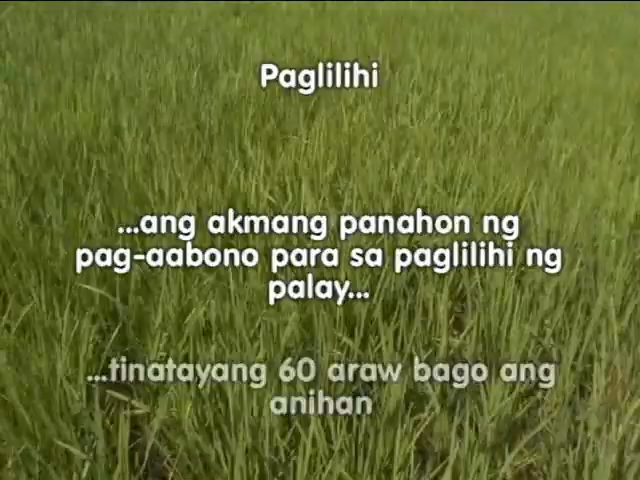 Paglilihi
...ang akmang panahon ng
pag-aabono para sa paglilihi ng
palay...
...tinatayang 60 araw bago ang
anihan